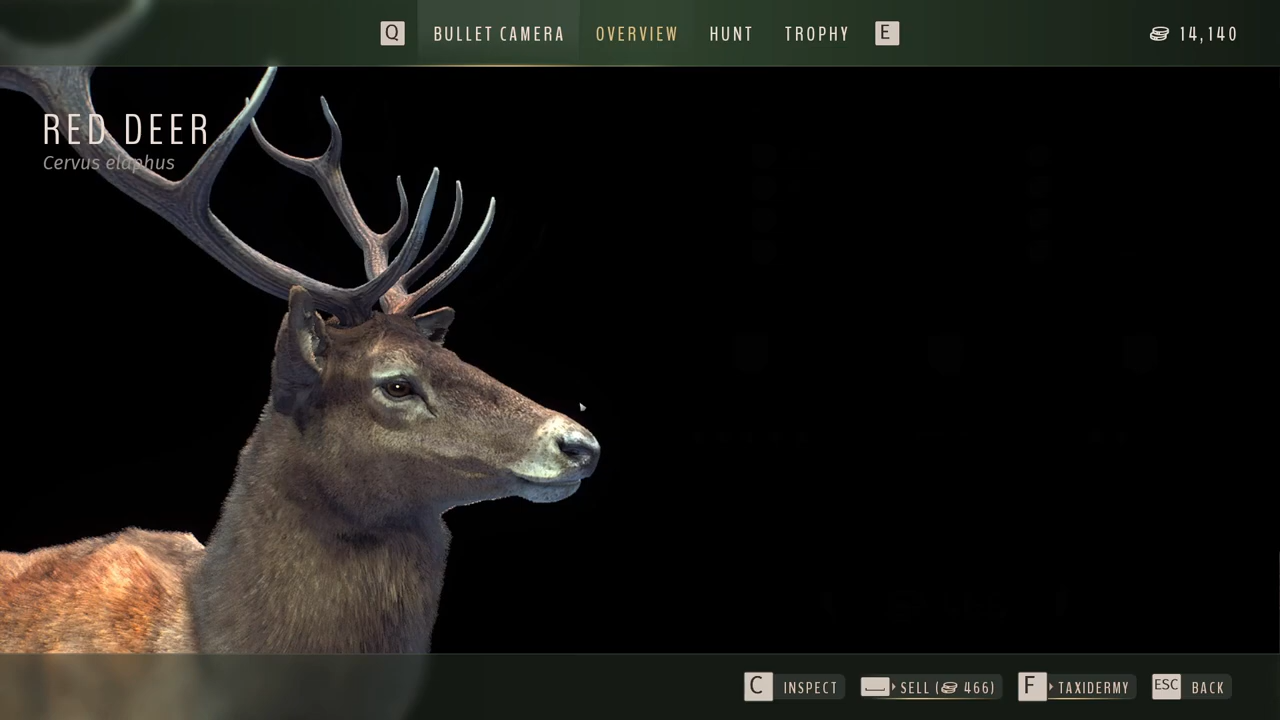 Q BULLET CAMERA OVERVIEW HUNT TROPHY E 14,140
RED DEER
Cervus elaphus
C INSPECT SELL ( 466) F TAXIDERMY ESC BACK